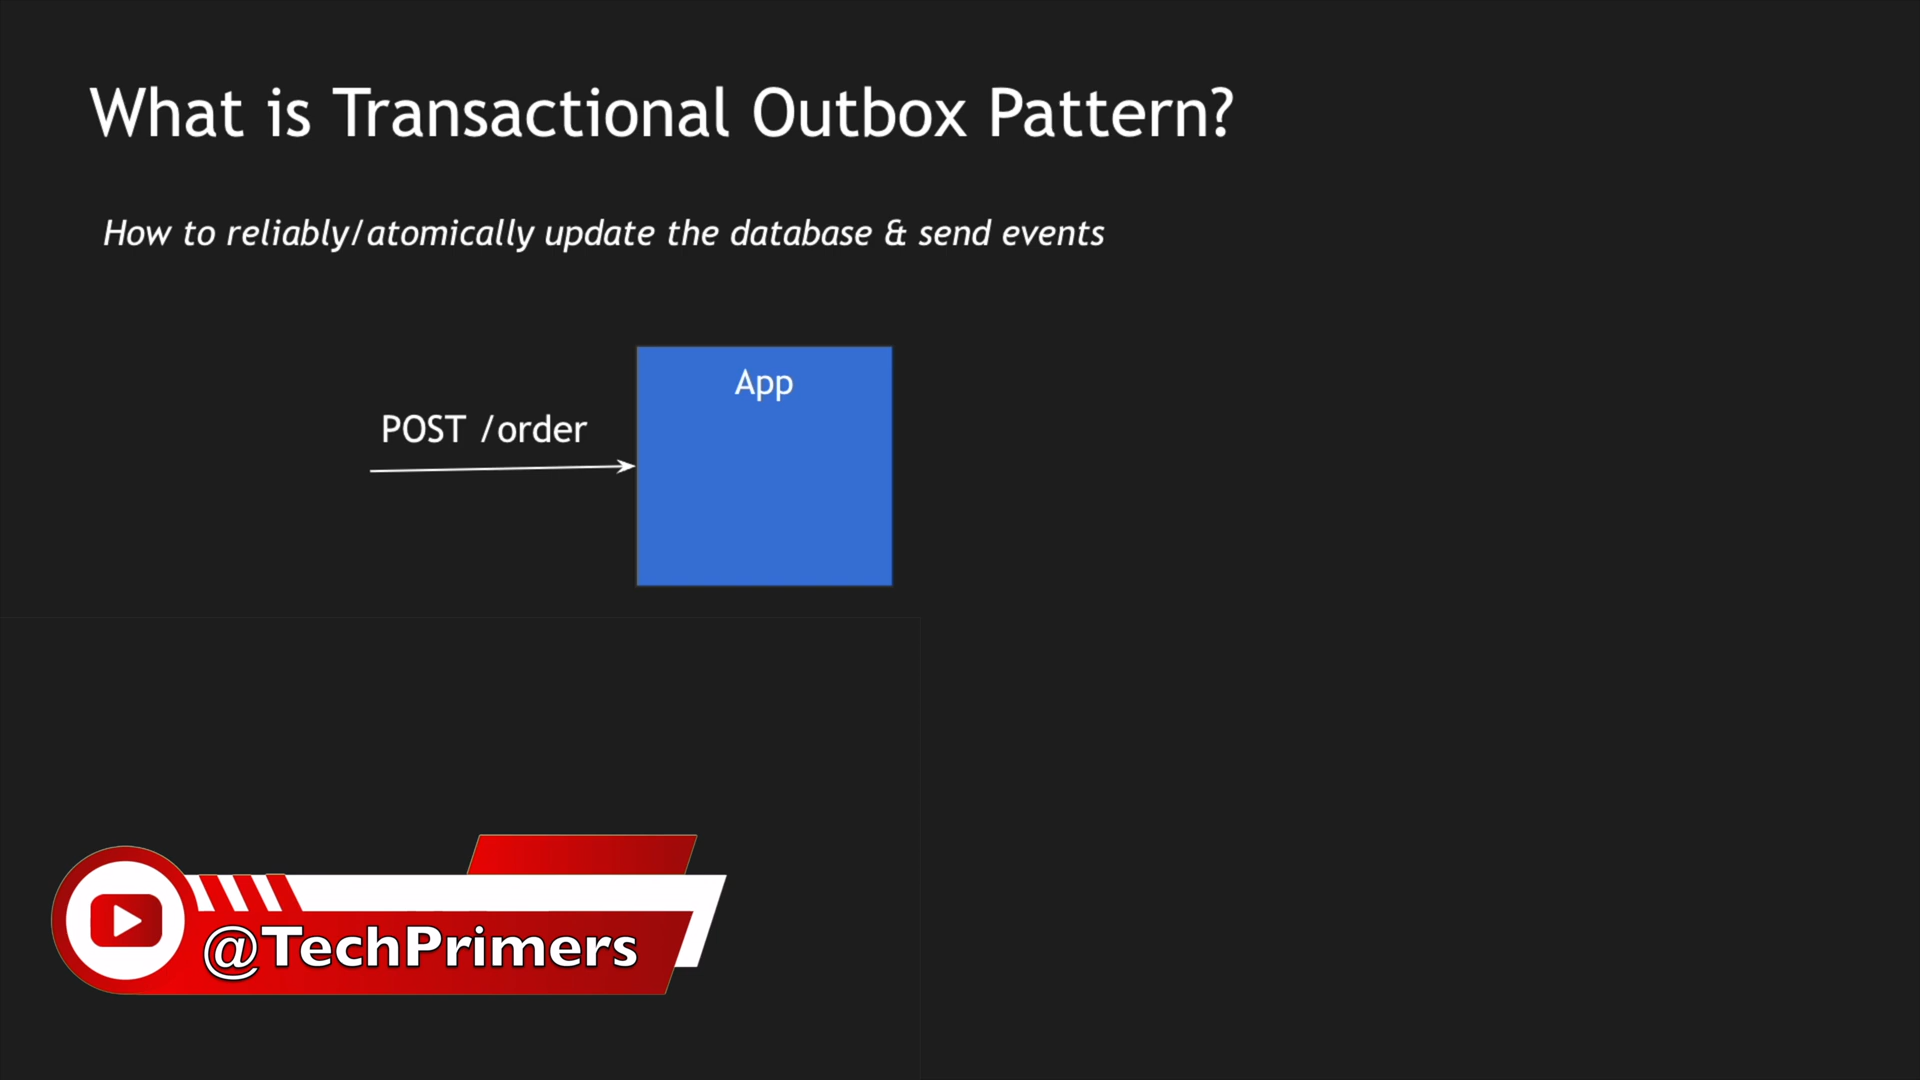 What is Transactional Outbox Pattern?
How to reliably/atomically update the database & send events
App
POST /order
@TechPrimers